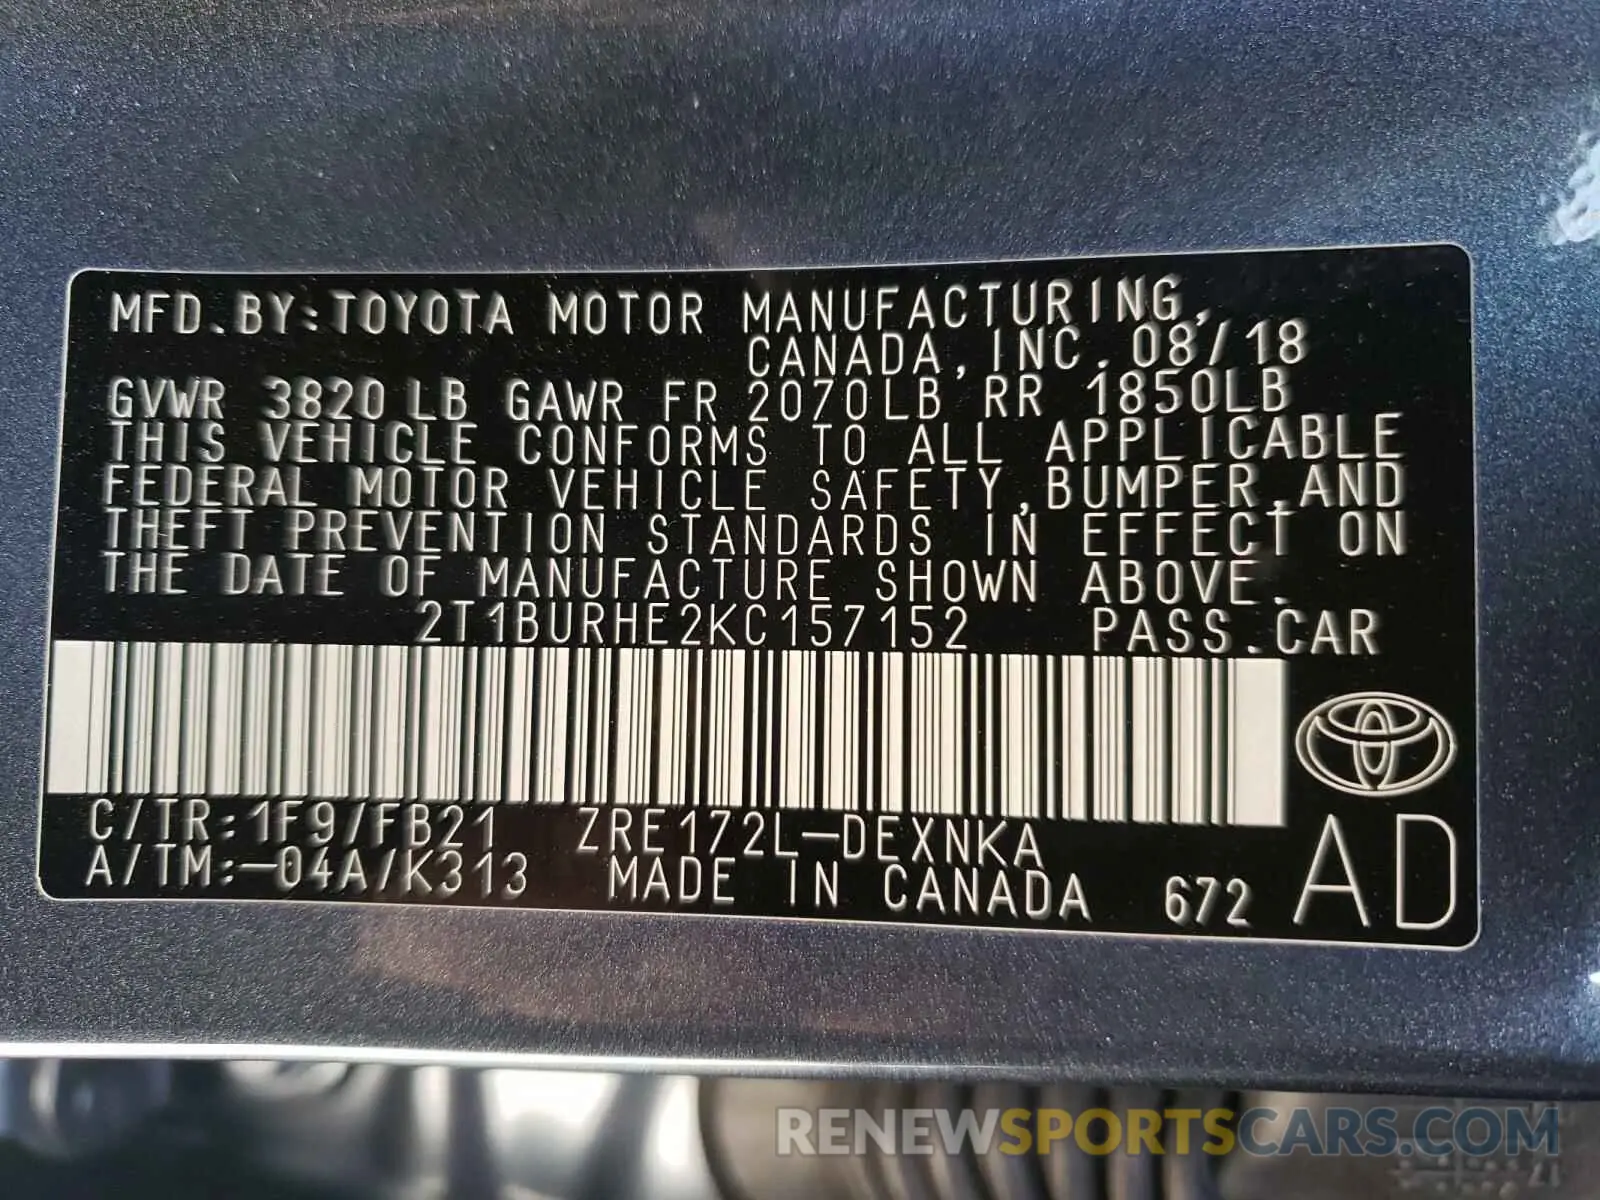 MFD.BY:TOYOTA MOTOR MANUFACTURING,
CANADA, INC. 08/18
GVWR 3820 LB GAWR FR 2070LB RR 1850LB
THIS VEHICLE CONFORMS TO ALL APPLICABLE
FEDERAL MOTOR VEHICLE SAFETY, BUMPER, AND
THEFT PREVENTION STANDARDS IN EFFECT ON
THE DATE OF MANUFACTURE SHOWN ABOVE.
2T1BURHE2KC157152 PASS.CAR
C/TR:1F9/FB21 ZRE172L-DEXNKA
A/TM:-04A/K313 MADE IN CANADA 672
AD
RENEWSPORTSCARS.COM